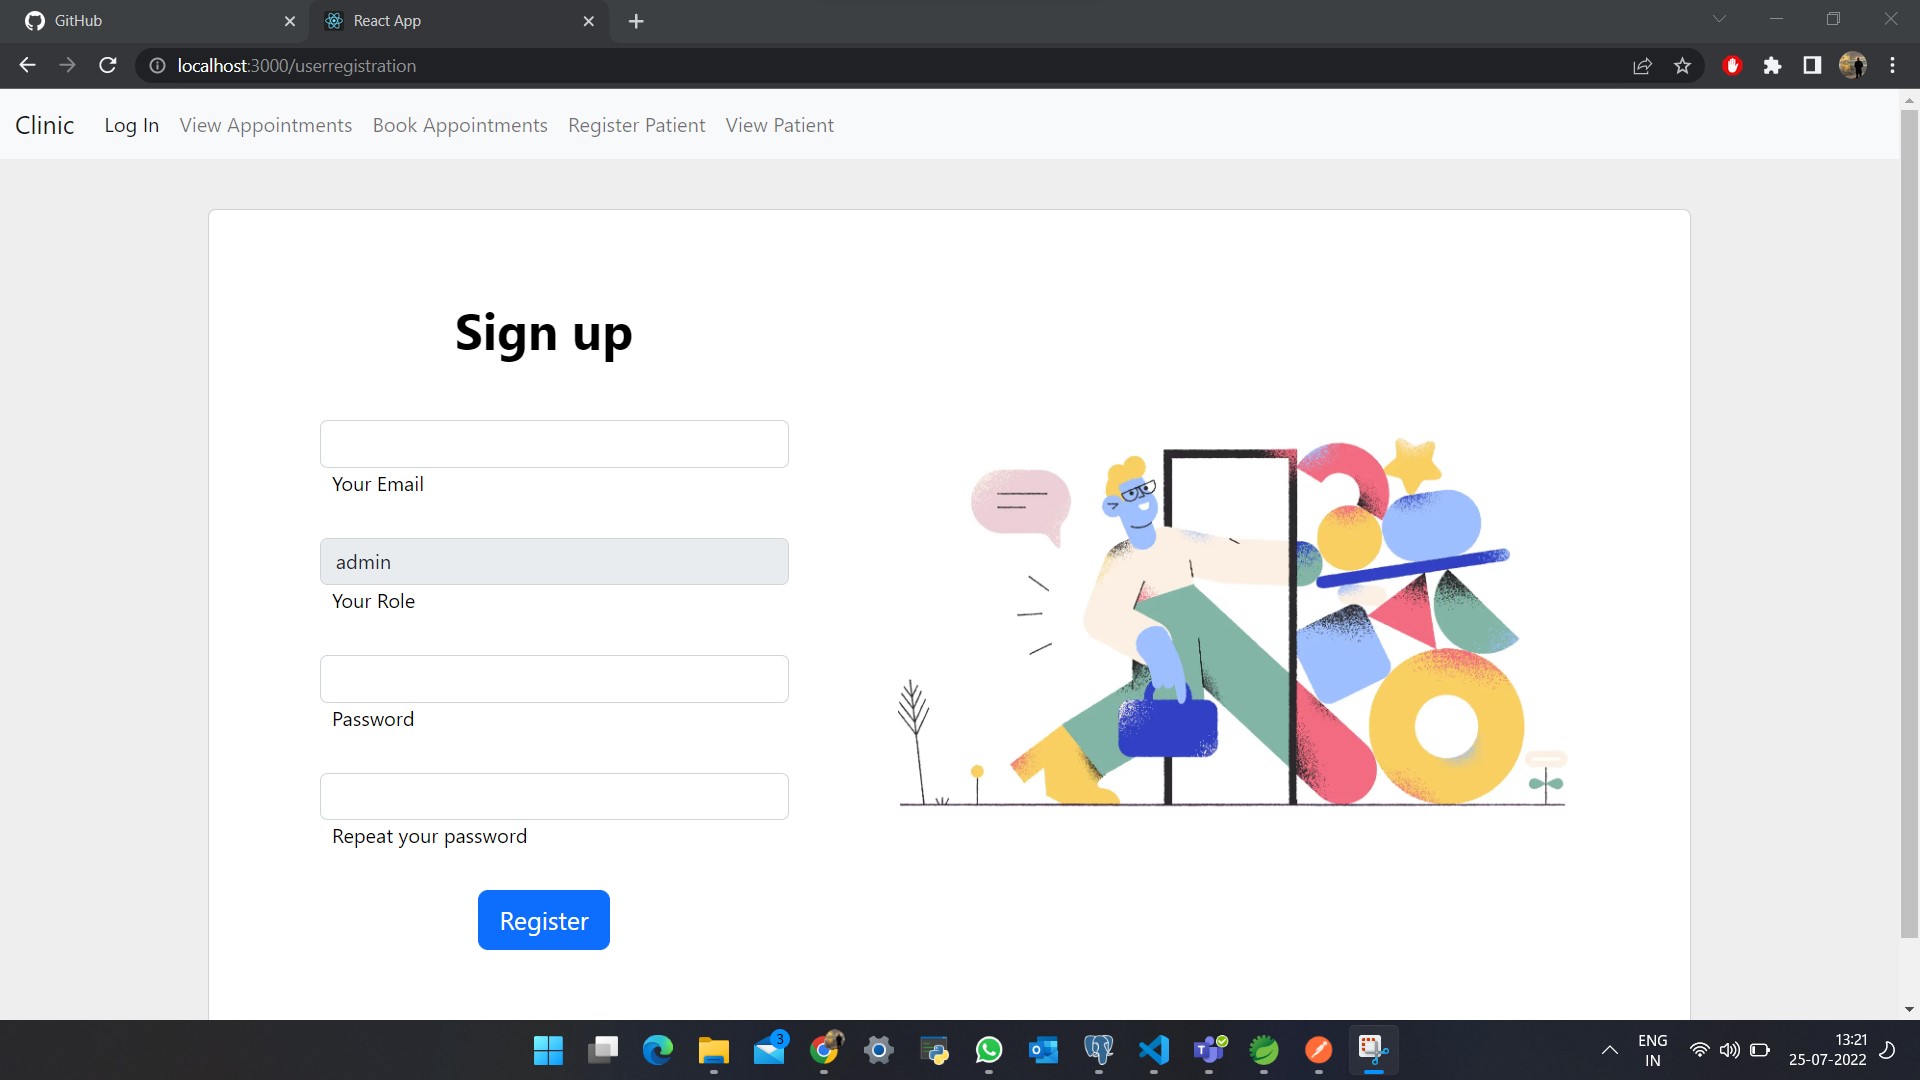 GitHub
React App
localhost:3000/userregistration
Clinic Log In View Appointments Book Appointments Register Patient View Patient
Sign up
Your Email
admin
Your Role
Password
Repeat your password
Register
3
ENG
IN
13:21
25-07-2022